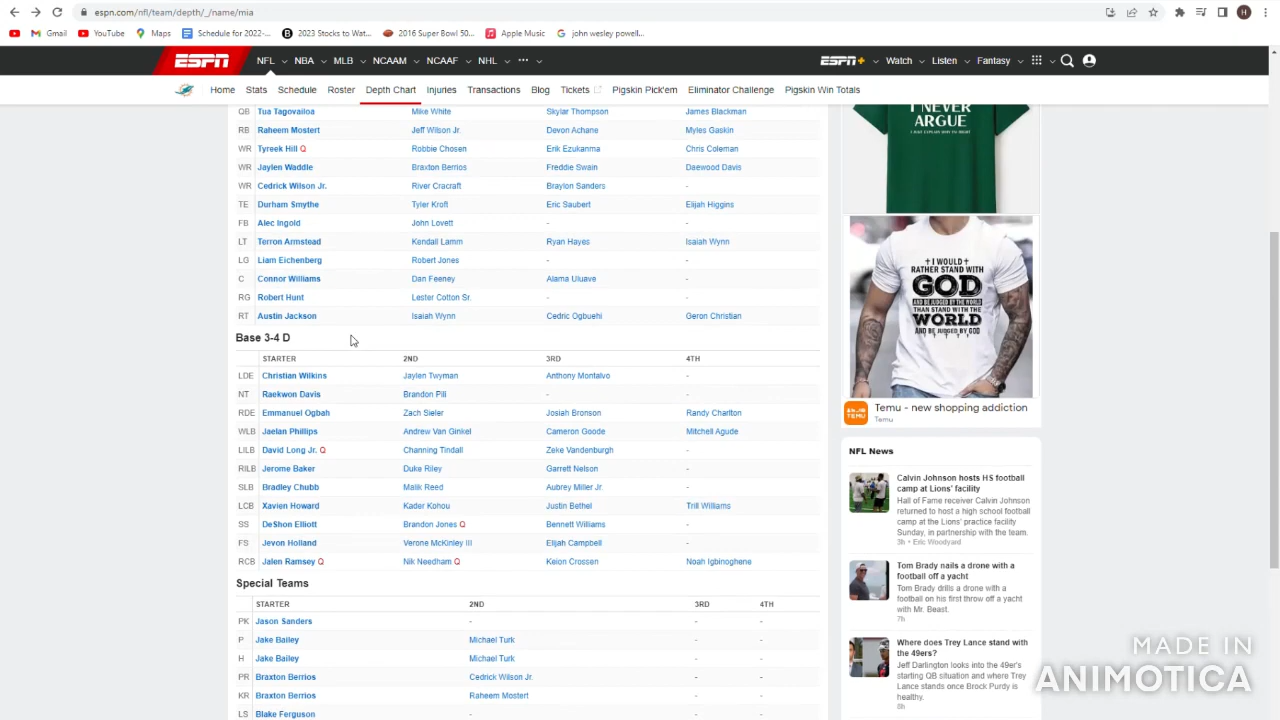 espn.com/nfl/team/depth/_/name/mia
H
Gmail YouTube Maps Schedule for 2022-... 2023 Stocks to Wat... 2016 Super Bowl 50... Apple Music john wesley powell...
ESPN NFL NBA MLB NCAAM NCAAF NHL ••• ESPN+ Watch Listen Fantasy
Home Stats Schedule Roster Depth Chart Injuries Transactions Blog Tickets Pigskin Pick'em Eliminator Challenge Pigskin Win Totals
QB Tua Tagovailoa Mike White Skylar Thompson James Blackman
RB Raheem Mostert Jeff Wilson Jr. Devon Achane Myles Gaskin
WR Tyreek Hill Q Robbie Chosen Erik Ezukanma Chris Coleman
WR Jaylen Waddle Braxton Berrios Freddie Swain Daewood Davis
WR Cedrick Wilson Jr. River Cracraft Braylon Sanders -
TE Durham Smythe Tyler Kroft Eric Saubert Elijah Higgins
FB Alec Ingold John Lovett - -
LT Terron Armstead Kendall Lamm Ryan Hayes Isaiah Wynn
LG Liam Eichenberg Robert Jones - -
C Connor Williams Dan Feeney Alama Uluave -
RG Robert Hunt Lester Cotton Sr. - -
RT Austin Jackson Isaiah Wynn Cedric Ogbuehi Geron Christian
Base 3-4 D
STARTER 2ND 3RD 4TH
LDE Christian Wilkins Jaylen Twyman Anthony Montalvo -
NT Raekwon Davis Brandon Pili - -
RDE Emmanuel Ogbah Zach Sieler Josiah Bronson Randy Charlton
WLB Jaelan Phillips Andrew Van Ginkel Cameron Goode Mitchell Agude
LILB David Long Jr. Q Channing Tindall Zeke Vandenburgh -
RILB Jerome Baker Duke Riley Garrett Nelson -
SLB Bradley Chubb Malik Reed Aubrey Miller Jr. -
LCB Xavien Howard Kader Kohou Justin Bethel Trill Williams
SS DeShon Elliott Brandon Jones Q Bennett Williams -
FS Jevon Holland Verone McKinley III Elijah Campbell -
RCB Jalen Ramsey Q Nik Needham Q Keion Crossen Noah Igbinoghene
Special Teams
STARTER 2ND 3RD 4TH
PK Jason Sanders - - -
P Jake Bailey Michael Turk - -
H Jake Bailey Michael Turk - -
PR Braxton Berrios Cedrick Wilson Jr. - -
KR Braxton Berrios Raheem Mostert - -
LS Blake Ferguson - - -
I NEVER
ARGUE
I WOULD
RATHER STAND WITH
GOD
AND BE JUDGED BY THE WORLD
THAN STAND WITH THE
WORLD
AND BE JUDGED BY GOD
TEMU
Temu - new shopping addiction
Temu
NFL News
Calvin Johnson hosts HS football
camp at Lions' facility
Hall of Fame receiver Calvin Johnson
returned to host a high school football
camp at the Lions' practice facility
Sunday, in partnership with the team.
3h • Eric Woodyard
Tom Brady nails a drone with a
football off a yacht
Tom Brady drills a drone with a
football on his first throw off a yacht
with Mr. Beast.
7h
Where does Trey Lance stand with
the 49ers?
Jeff Darlington looks into the 49er's
starting QB situation and where Trey
Lance stands once Brock Purdy is
healthy.
8h
MADE IN
ANIMOTICA